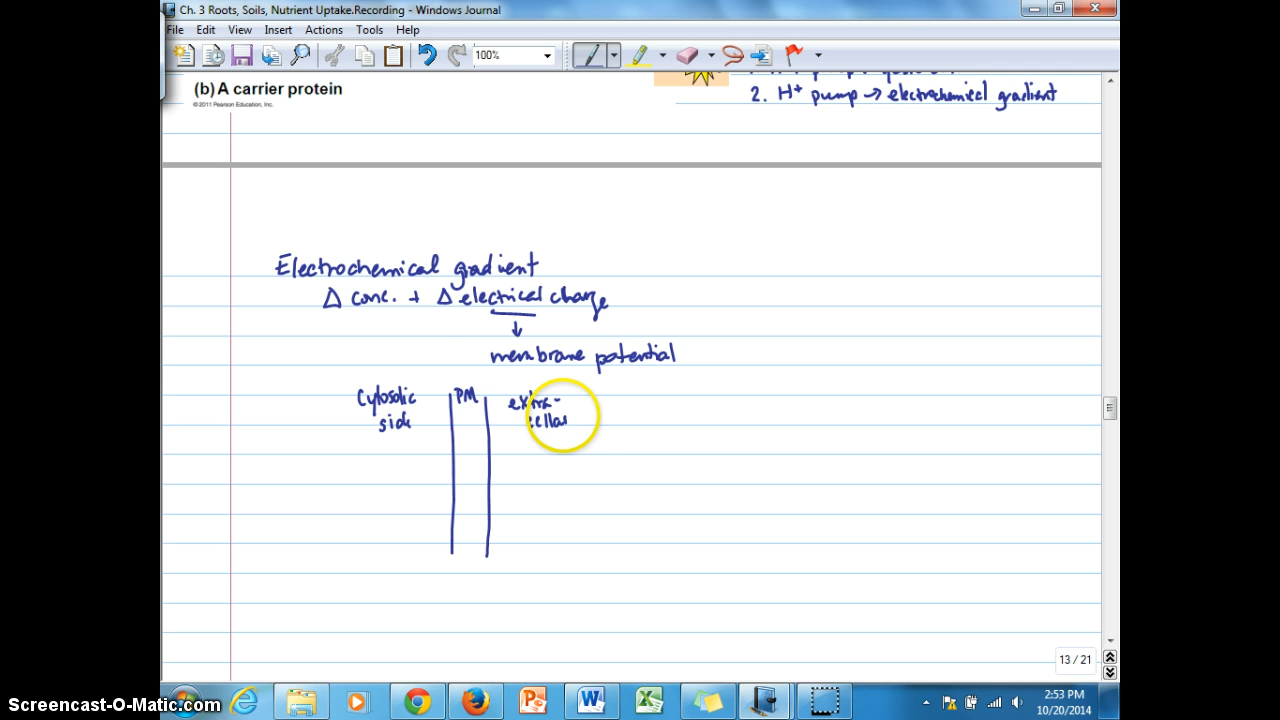 Ch. 3 Roots, Soils, Nutrient Uptake.Recording - Windows Journal
File Edit View Insert Actions Tools Help
100%
(b) A carrier protein
©2011 Pearson Education, Inc.
2. H+ pump → electrochemical gradient
Electrochemical gradient
Δ conc. + Δ electrical charge
↓
membrane potential
Cytosolic side
PM
extra-
cellar
13 / 21
2:53 PM
10/20/2014
Screencast-O-Matic.com